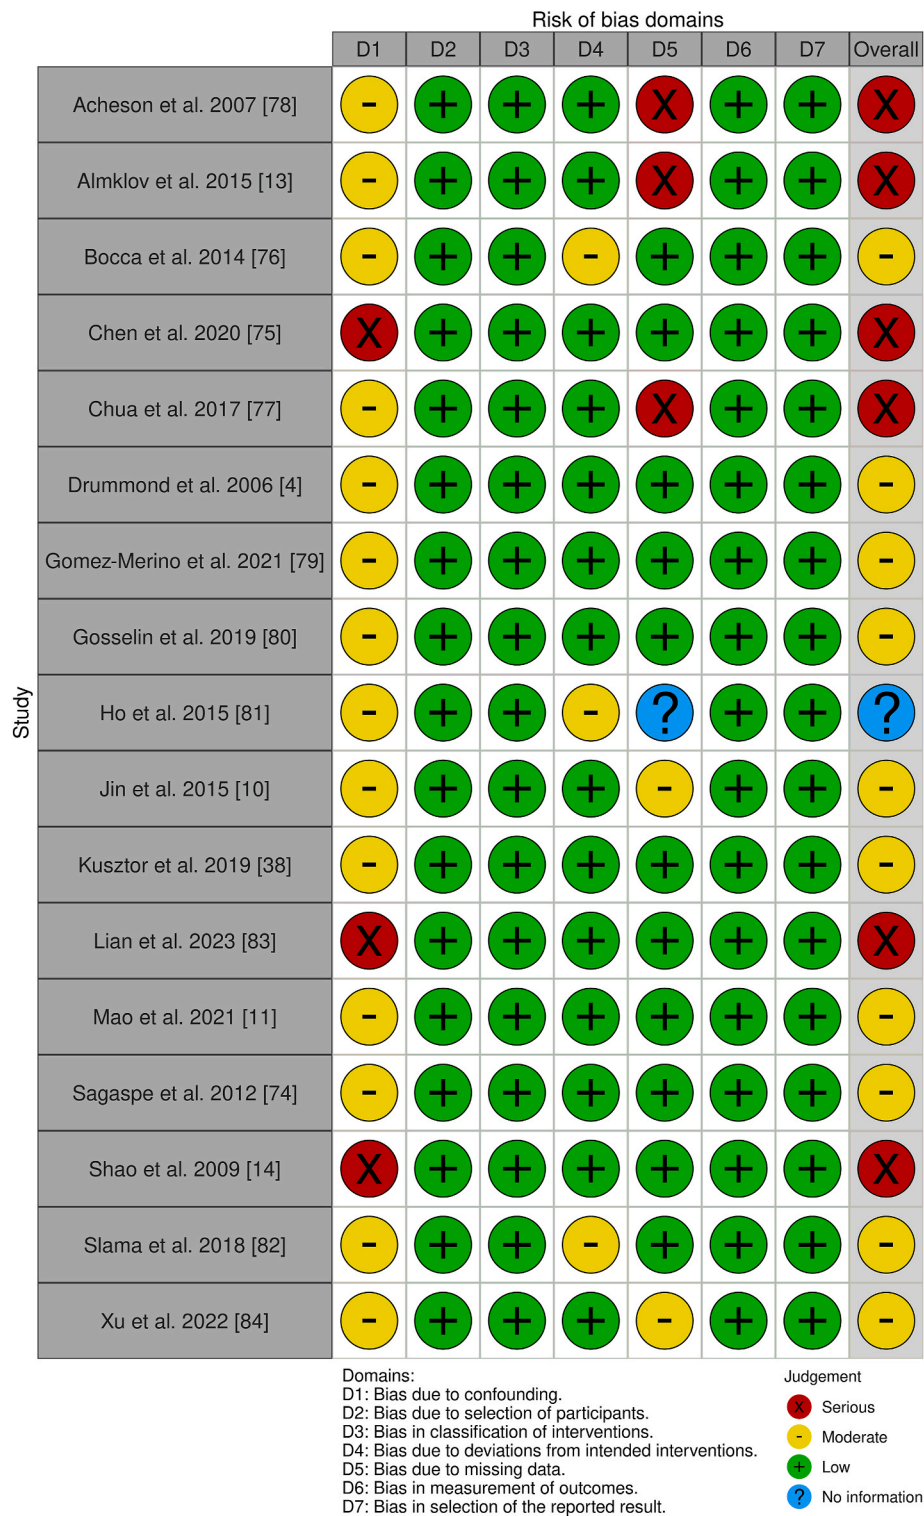 Risk of bias domains
D1 D2 D3 D4 D5 D6 D7 Overall
Study
Acheson et al. 2007 [78] - + + + X + + X
Almklov et al. 2015 [13] - + + + X + + X
Bocca et al. 2014 [76] - + + - + + + -
Chen et al. 2020 [75] X + + + + + + X
Chua et al. 2017 [77] - + + + X + + X
Drummond et al. 2006 [4] - + + + + + + -
Gomez-Merino et al. 2021 [79] - + + + + + + -
Gosselin et al. 2019 [80] - + + + + + + -
Ho et al. 2015 [81] - + + - ? + + ?
Jin et al. 2015 [10] - + + + - + + -
Kusztor et al. 2019 [38] - + + + + + + -
Lian et al. 2023 [83] X + + + + + + X
Mao et al. 2021 [11] - + + + + + + -
Sagaspe et al. 2012 [74] - + + + + + + -
Shao et al. 2009 [14] X + + + + + + X
Slama et al. 2018 [82] - + + - + + + -
Xu et al. 2022 [84] - + + + - + + -
Domains:
D1: Bias due to confounding.
D2: Bias due to selection of participants.
D3: Bias in classification of interventions.
D4: Bias due to deviations from intended interventions.
D5: Bias due to missing data.
D6: Bias in measurement of outcomes.
D7: Bias in selection of the reported result.
Judgement
X Serious
- Moderate
+ Low
? No information